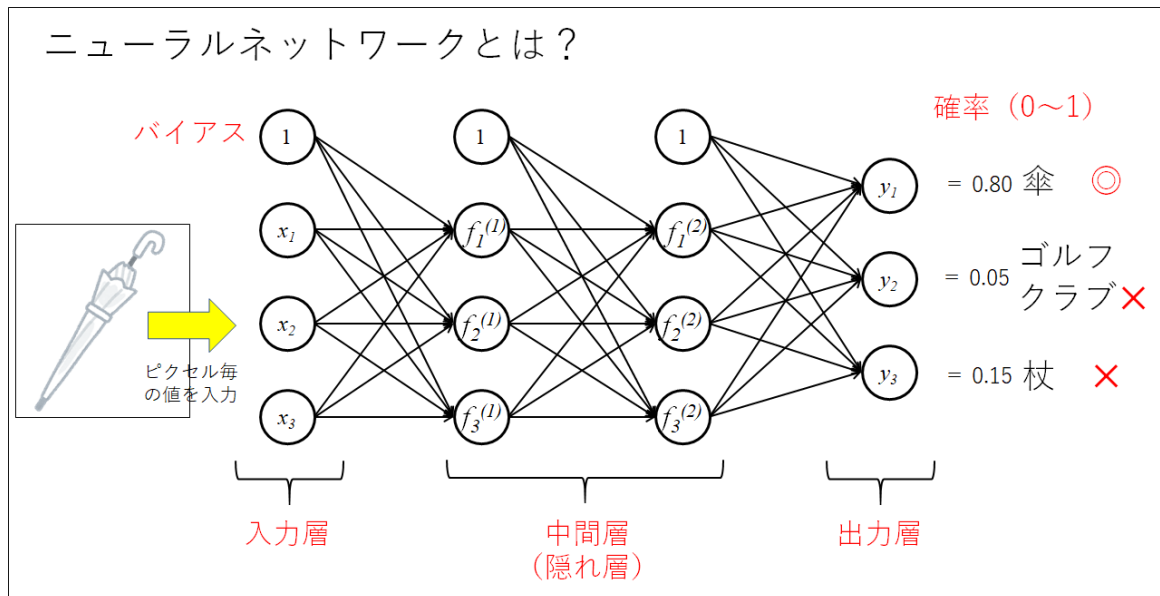 ニューラルネットワークとは？
確率（0～1）
バイアス
1
1
1
y1
= 0.80 傘 ◎
x1
f1(1)
f1(2)
y2
= 0.05 ゴルフ
クラブ×
x2
f2(1)
f2(2)
ピクセル毎
の値を入力
y3
= 0.15 杖 ×
x3
f3(1)
f3(2)
入力層
中間層
（隠れ層）
出力層